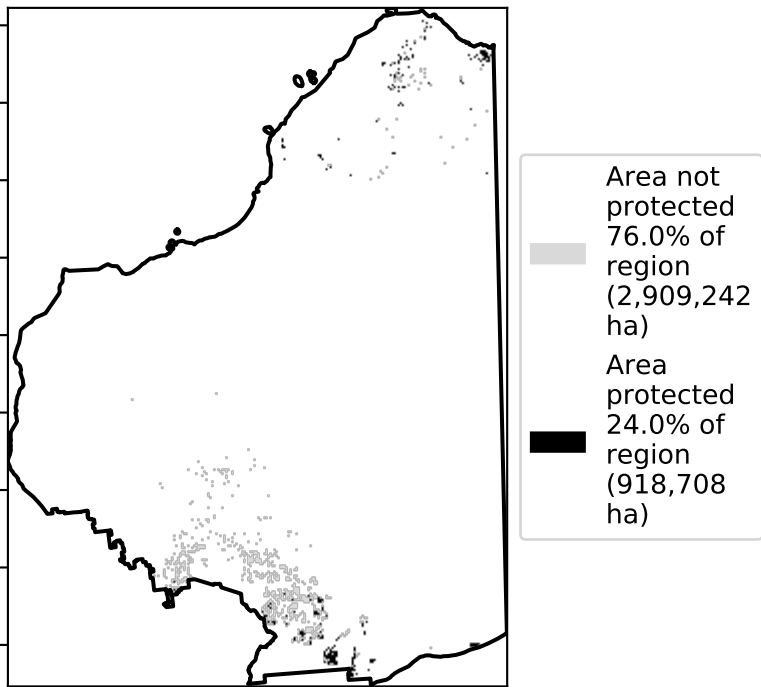 Area not
protected
76.0% of
region
(2,909,242
ha)
Area
protected
24.0% of
region
(918,708
ha)